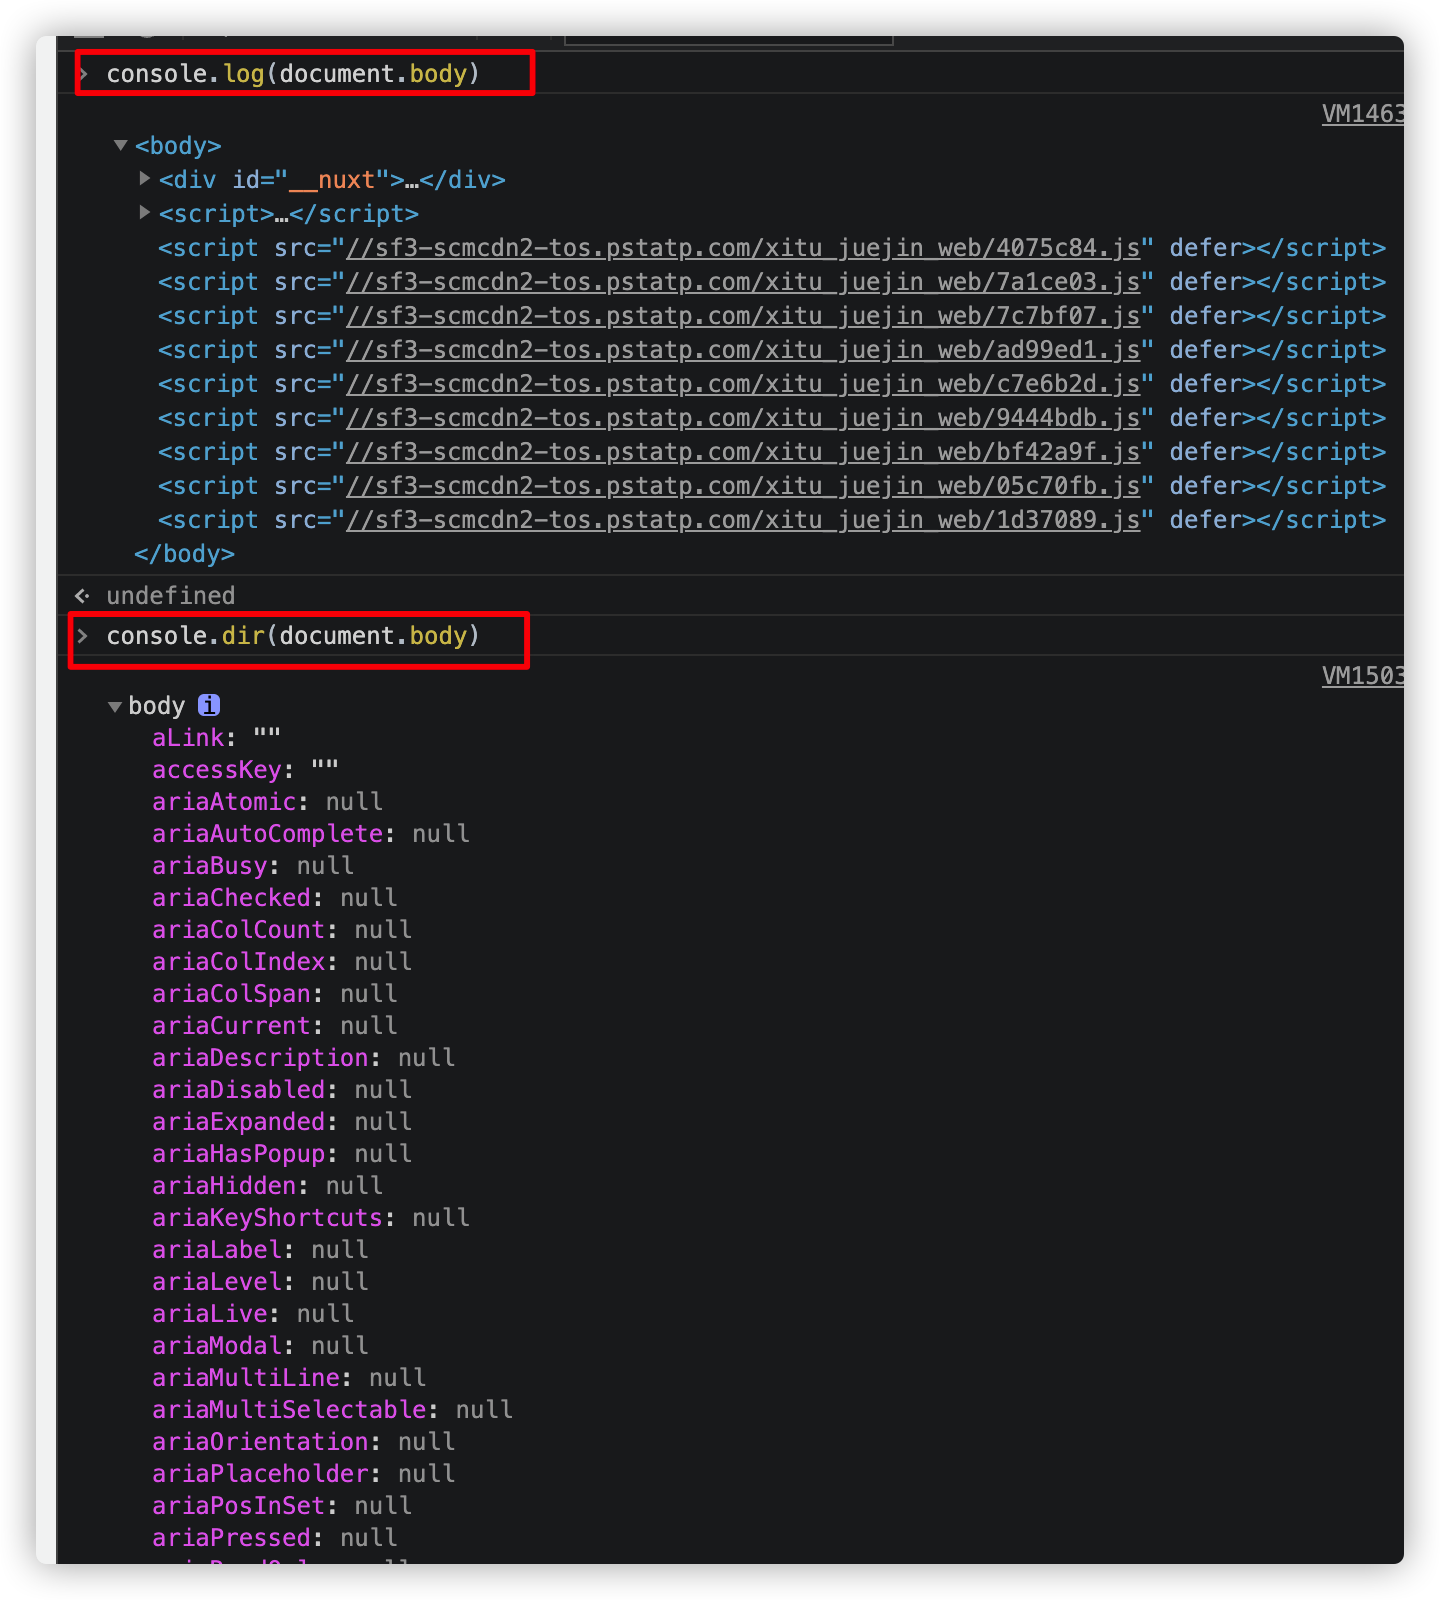 › console.log(document.body)
VM1463
▼<body>
▶<div id="__nuxt">…</div>
▶<script>…</script>
<script src="//sf3-scmcdn2-tos.pstatp.com/xitu_juejin_web/4075c84.js" defer></script>
<script src="//sf3-scmcdn2-tos.pstatp.com/xitu_juejin_web/7a1ce03.js" defer></script>
<script src="//sf3-scmcdn2-tos.pstatp.com/xitu_juejin_web/7c7bf07.js" defer></script>
<script src="//sf3-scmcdn2-tos.pstatp.com/xitu_juejin_web/ad99ed1.js" defer></script>
<script src="//sf3-scmcdn2-tos.pstatp.com/xitu_juejin_web/c7e6b2d.js" defer></script>
<script src="//sf3-scmcdn2-tos.pstatp.com/xitu_juejin_web/9444bdb.js" defer></script>
<script src="//sf3-scmcdn2-tos.pstatp.com/xitu_juejin_web/bf42a9f.js" defer></script>
<script src="//sf3-scmcdn2-tos.pstatp.com/xitu_juejin_web/05c70fb.js" defer></script>
<script src="//sf3-scmcdn2-tos.pstatp.com/xitu_juejin_web/1d37089.js" defer></script>
</body>
undefined
› console.dir(document.body)
VM1503
▼body i
aLink: ""
accessKey: ""
ariaAtomic: null
ariaAutoComplete: null
ariaBusy: null
ariaChecked: null
ariaColCount: null
ariaColIndex: null
ariaColSpan: null
ariaCurrent: null
ariaDescription: null
ariaDisabled: null
ariaExpanded: null
ariaHasPopup: null
ariaHidden: null
ariaKeyShortcuts: null
ariaLabel: null
ariaLevel: null
ariaLive: null
ariaModal: null
ariaMultiLine: null
ariaMultiSelectable: null
ariaOrientation: null
ariaPlaceholder: null
ariaPosInSet: null
ariaPressed: null